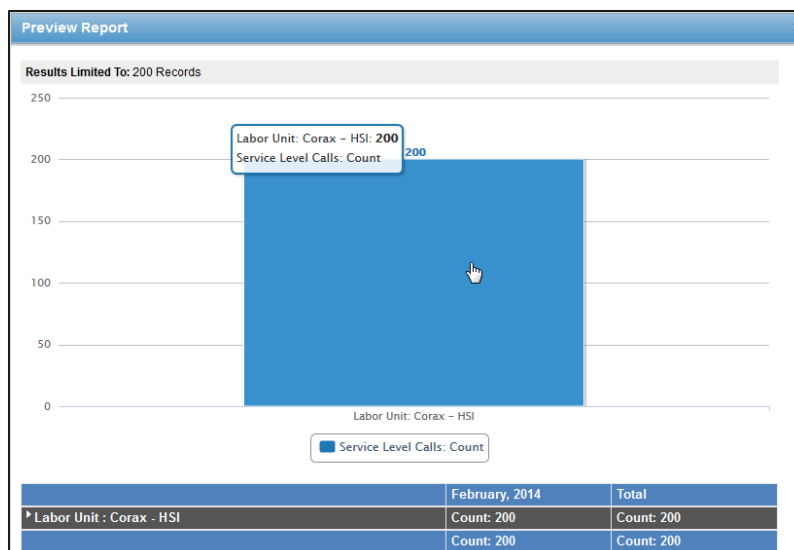 Preview Report
Results Limited To: 200 Records
250
Labor Unit: Corax – HSI: 200
Service Level Calls: Count
200
200
150
100
50
0
Labor Unit: Corax – HSI
Service Level Calls: Count
February, 2014 Total
Labor Unit : Corax - HSI Count: 200 Count: 200
Count: 200 Count: 200